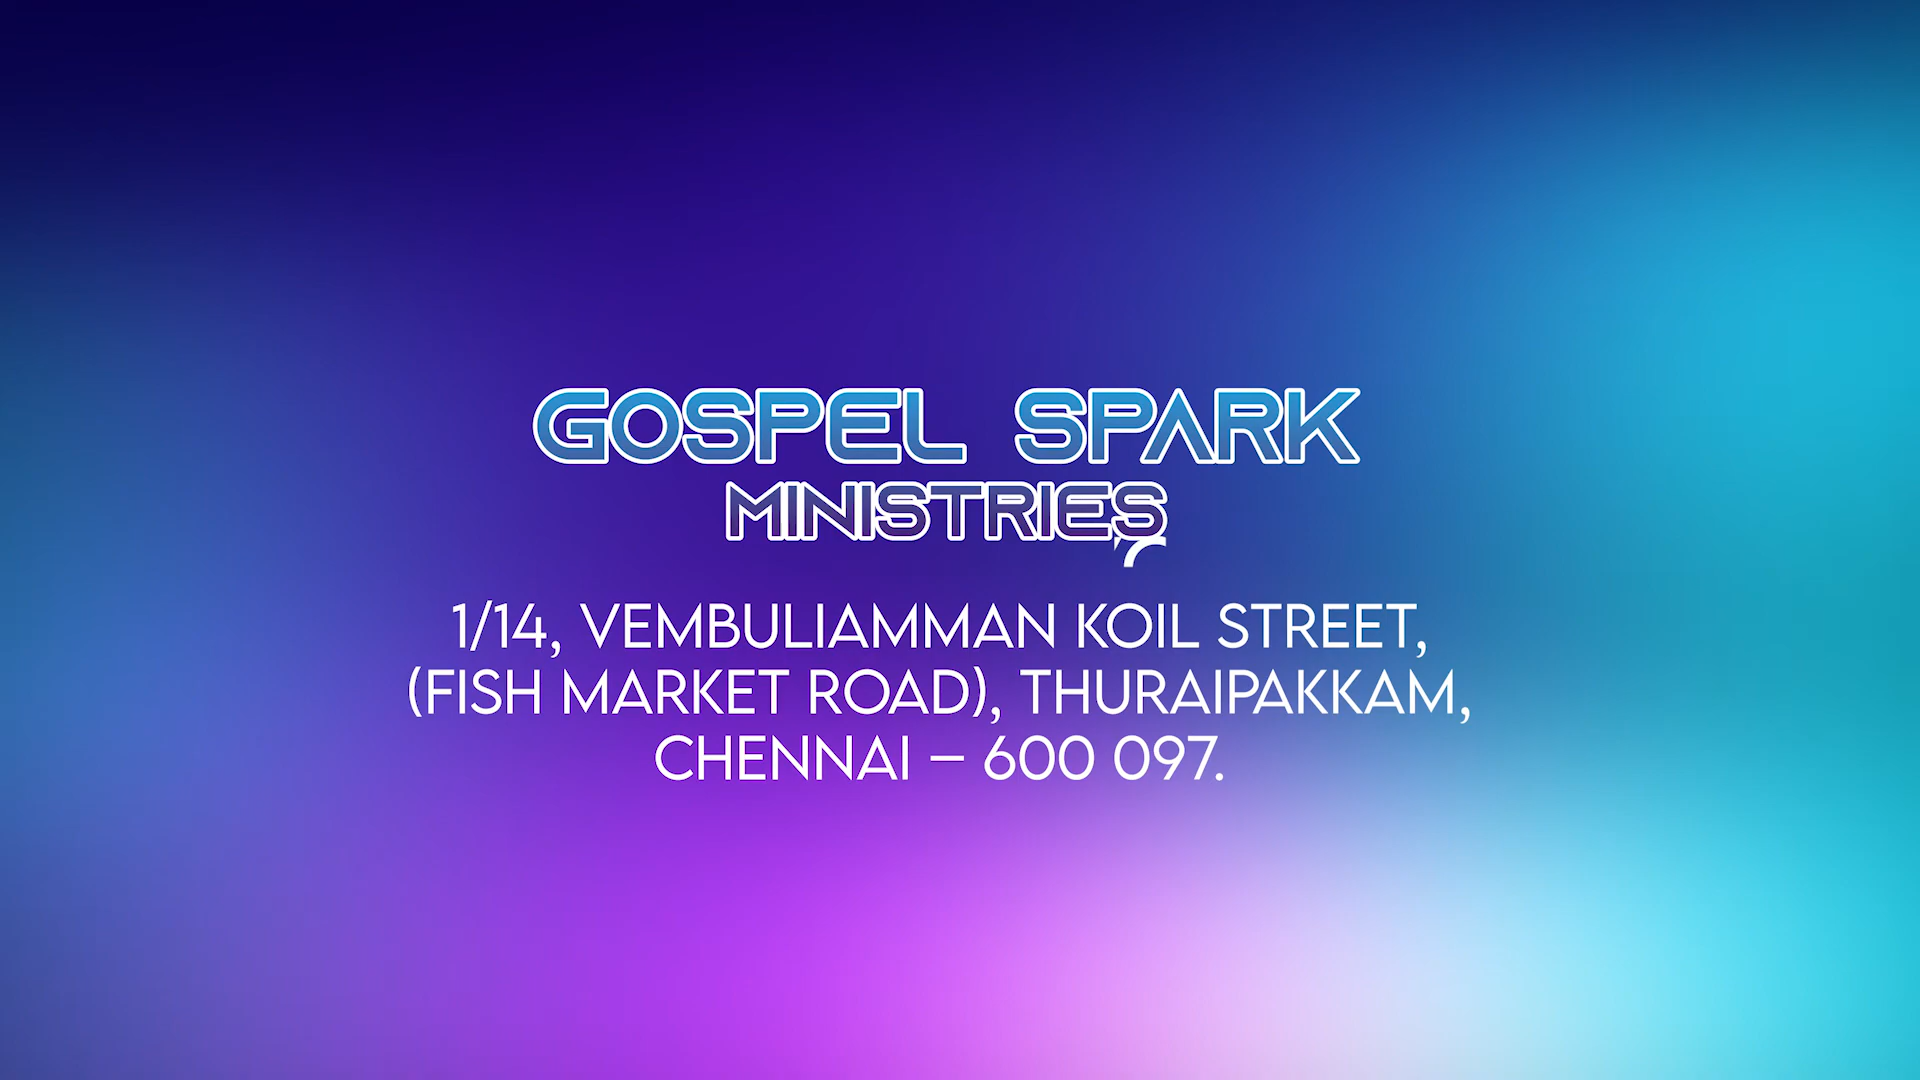 GOSPEL SPARK
MINISTRIES
1/14, VEMBULIAMMAN KOIL STREET,
(FISH MARKET ROAD), THURAIPAKKAM,
CHENNAI – 600 097.